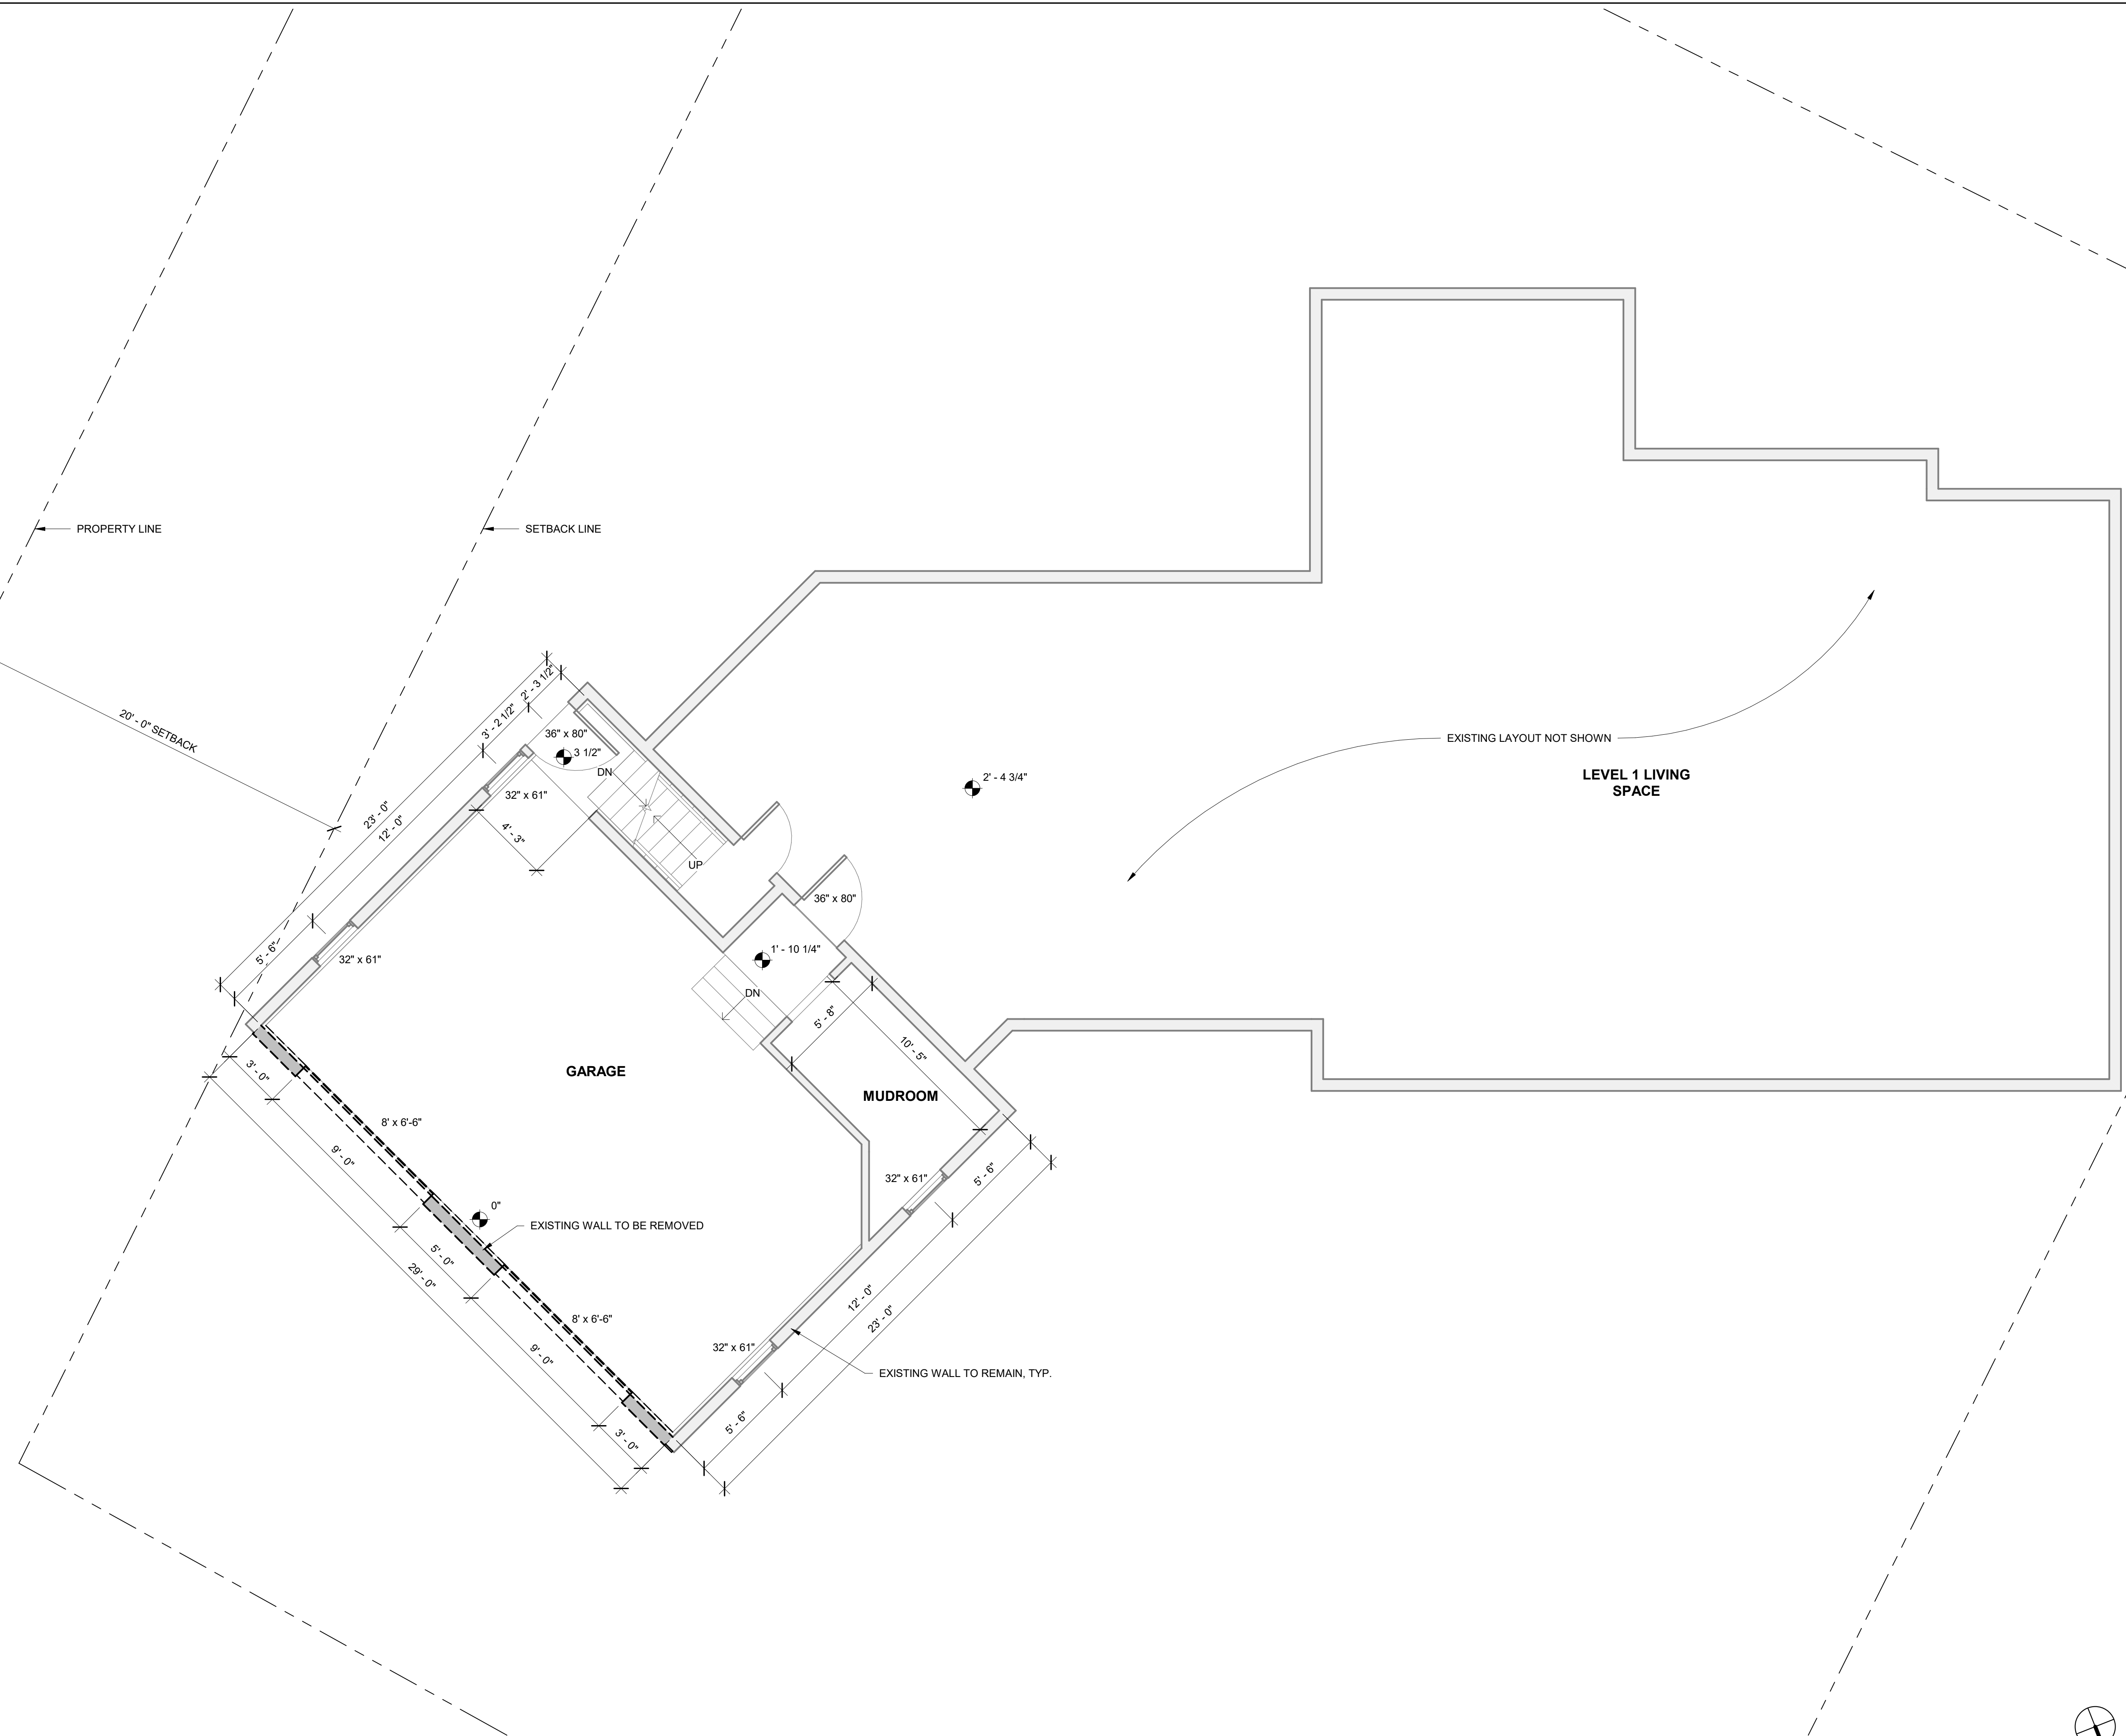 PROPERTY LINE
SETBACK LINE
20' - 0" SETBACK
23' - 0"
12' - 0"
5' - 6"
3' - 2 1/2"
2' - 3 1/2"
36" x 80"
3 1/2"
DN
32" x 61"
4' - 3"
UP
2' - 4 3/4"
EXISTING LAYOUT NOT SHOWN
LEVEL 1 LIVING
SPACE
36" x 80"
32" x 61"
1' - 10 1/4"
DN
5' - 8"
10' - 5"
GARAGE
MUDROOM
3' - 0"
8' x 6'-6"
9' - 0"
32" x 61"
5' - 6"
0"
EXISTING WALL TO BE REMOVED
5' - 0"
29' - 0"
12' - 0"
23' - 0"
8' x 6'-6"
9' - 0"
32" x 61"
EXISTING WALL TO REMAIN, TYP.
5' - 6"
3' - 0"